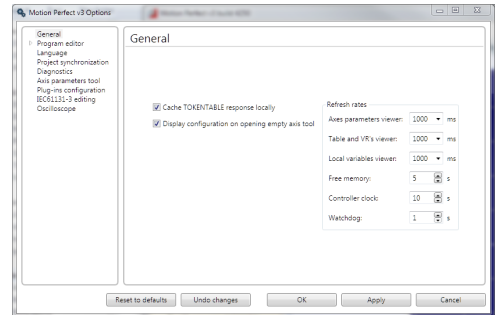 Motion Perfect v3 Options
General
Program editor
Language
Project synchronization
Diagnostics
Axis parameters tool
Plug-ins configuration
IEC61131-3 editing
Oscilloscope
General
Cache TOKENTABLE response locally
Display configuration on opening empty axis tool
Refresh rates
Axes parameters viewer: 1000 ms
Table and VR's viewer: 1000 ms
Local variables viewer: 1000 ms
Free memory: 5 s
Controller clock: 10 s
Watchdog: 1 s
Reset to defaults Undo changes OK Apply Cancel